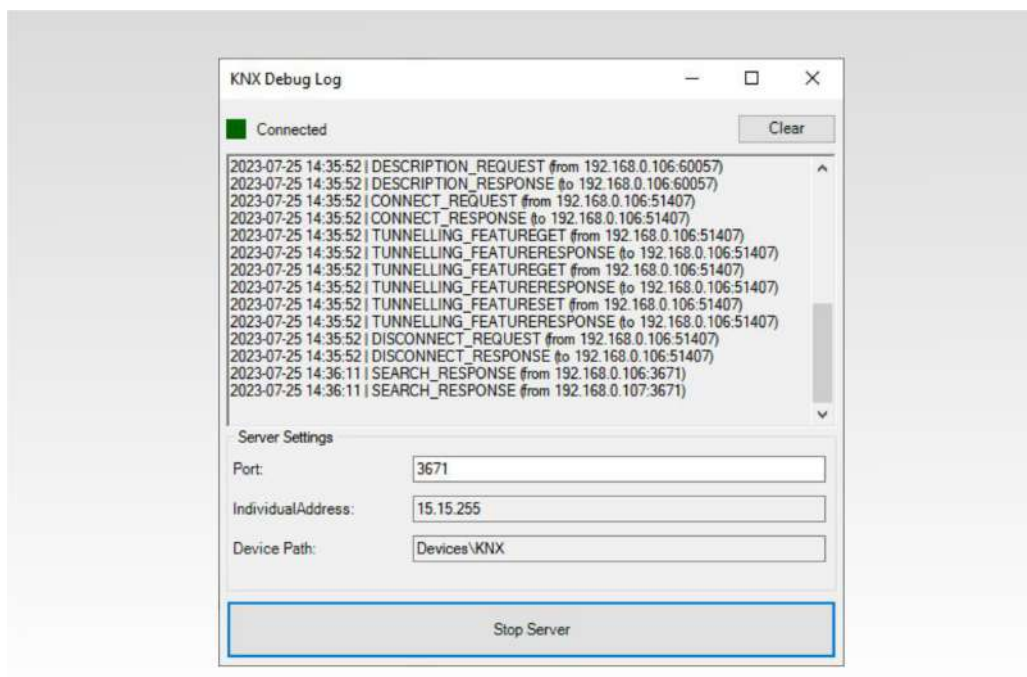 KNX Debug Log
Connected
Clear
2023-07-25 14:35:52 | DESCRIPTION_REQUEST (from 192.168.0.106:60057)
2023-07-25 14:35:52 | DESCRIPTION_RESPONSE (to 192.168.0.106:60057)
2023-07-25 14:35:52 | CONNECT_REQUEST (from 192.168.0.106:51407)
2023-07-25 14:35:52 | CONNECT_RESPONSE (to 192.168.0.106:51407)
2023-07-25 14:35:52 | TUNNELLING_FEATUREGET (from 192.168.0.106:51407)
2023-07-25 14:35:52 | TUNNELLING_FEATURERESPONSE (to 192.168.0.106:51407)
2023-07-25 14:35:52 | TUNNELLING_FEATUREGET (from 192.168.0.106:51407)
2023-07-25 14:35:52 | TUNNELLING_FEATURERESPONSE (to 192.168.0.106:51407)
2023-07-25 14:35:52 | TUNNELLING_FEATURESET (from 192.168.0.106:51407)
2023-07-25 14:35:52 | TUNNELLING_FEATURERESPONSE (to 192.168.0.106:51407)
2023-07-25 14:35:52 | DISCONNECT_REQUEST (from 192.168.0.106:51407)
2023-07-25 14:35:52 | DISCONNECT_RESPONSE (to 192.168.0.106:51407)
2023-07-25 14:36:11 | SEARCH_RESPONSE (from 192.168.0.106:3671)
2023-07-25 14:36:11 | SEARCH_RESPONSE (from 192.168.0.107:3671)
Server Settings
Port: 3671
IndividualAddress: 15.15.255
Device Path: Devices\KNX
Stop Server